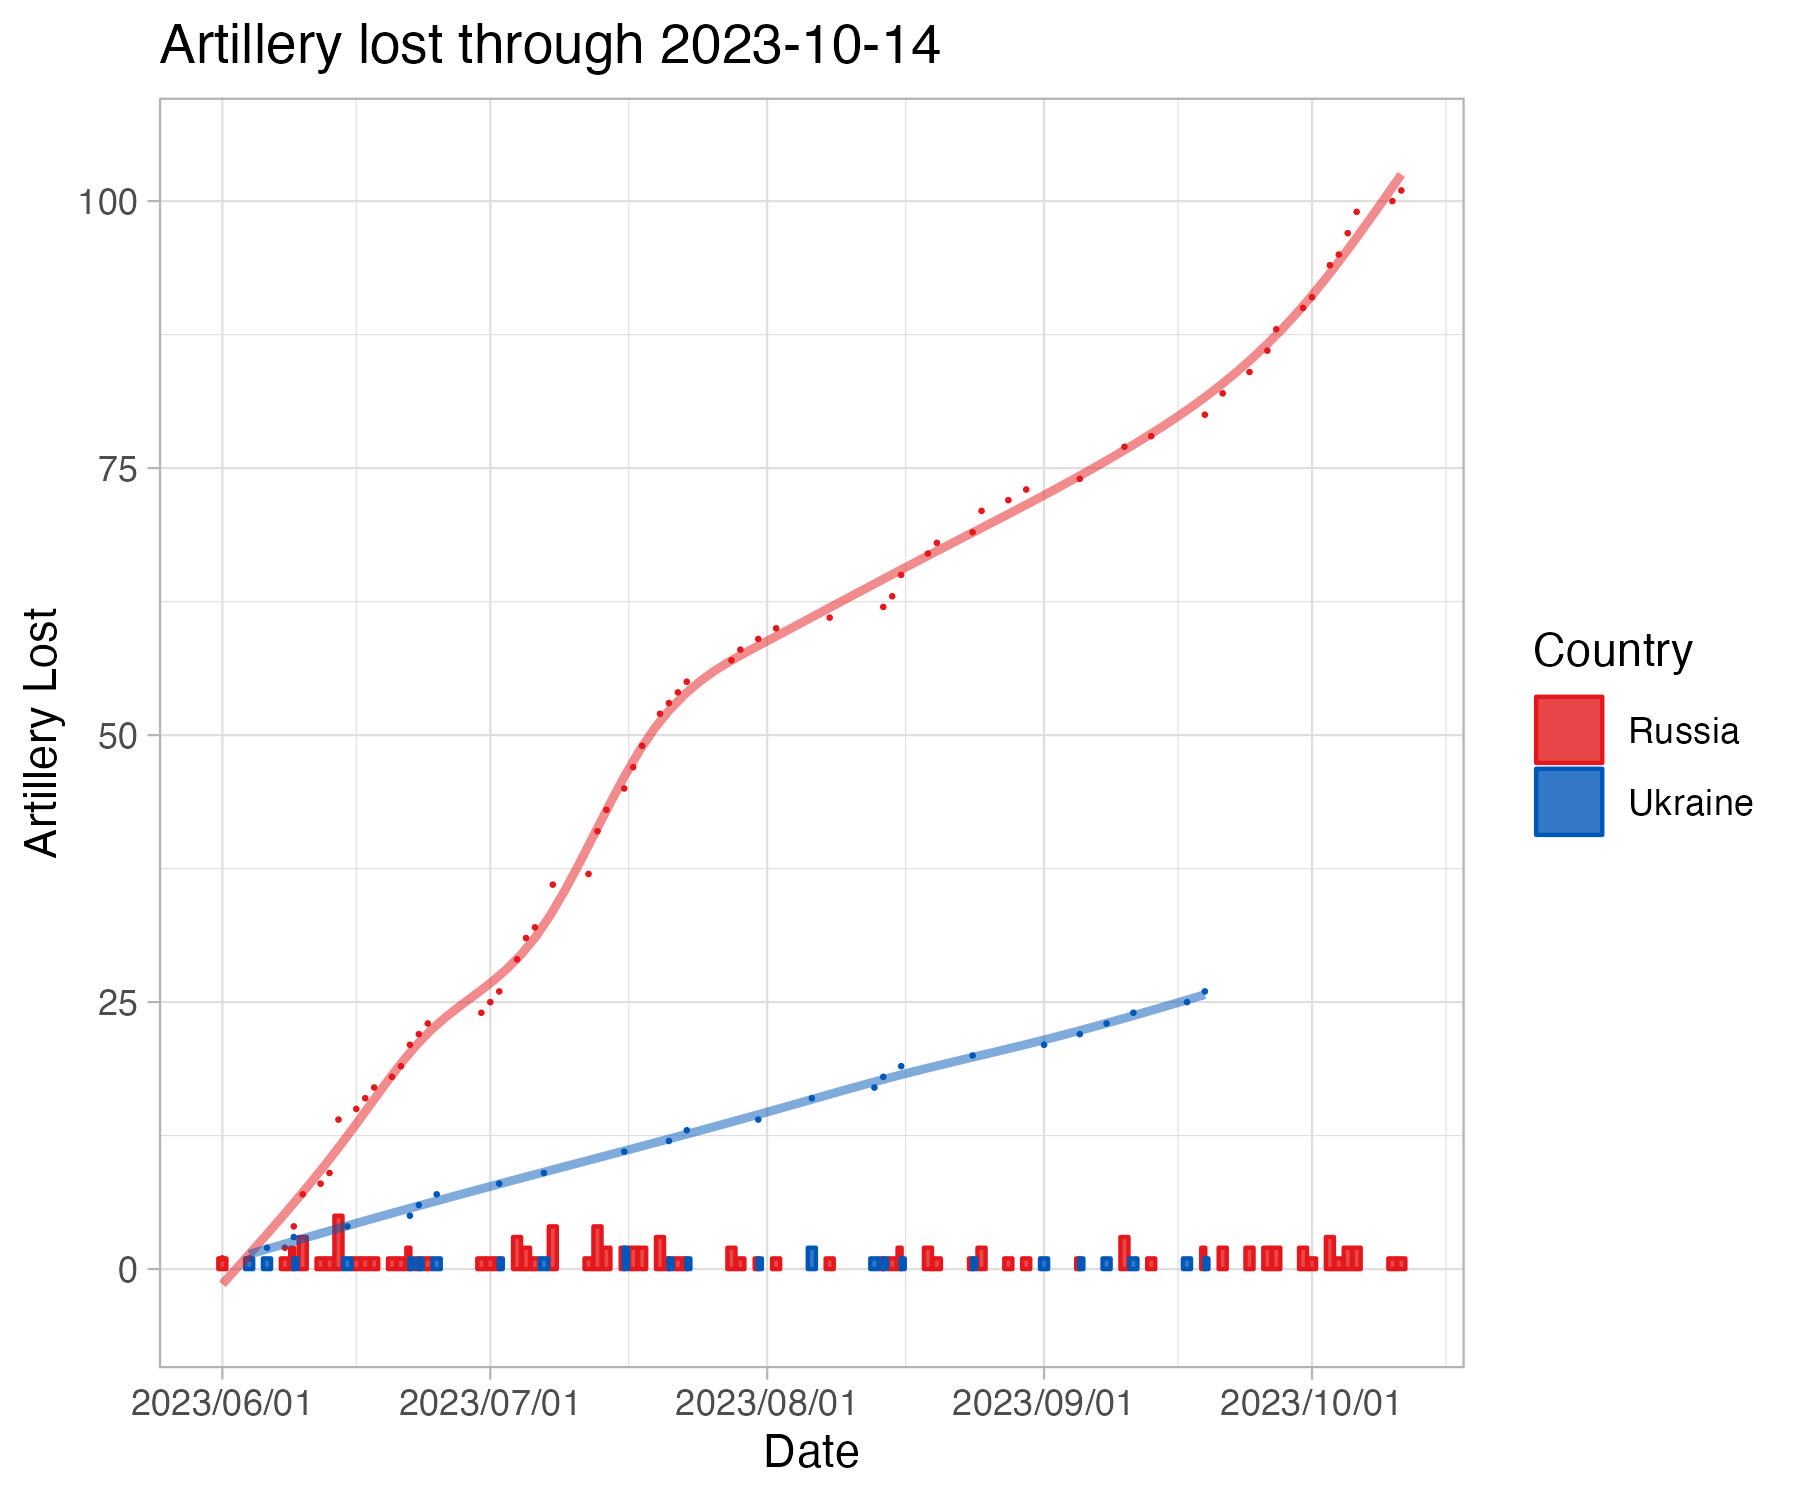 Artillery lost through 2023-10-14
Artillery Lost
100
75
50
25
0
2023/06/01 2023/07/01 2023/08/01 2023/09/01 2023/10/01
Date
Country
Russia
Ukraine